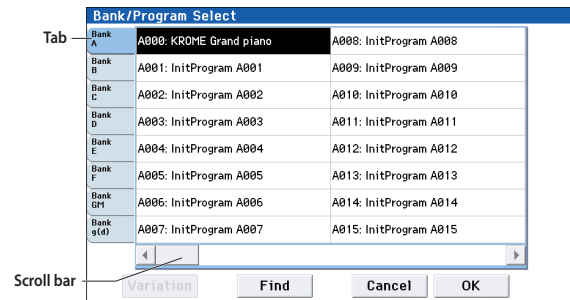 Bank/Program Select
Tab
Bank A
A000: KROME Grand piano A008: InitProgram A008
Bank B
A001: InitProgram A001 A009: InitProgram A009
Bank C
A002: InitProgram A002 A010: InitProgram A010
Bank D
A003: InitProgram A003 A011: InitProgram A011
Bank E
A004: InitProgram A004 A012: InitProgram A012
Bank F
A005: InitProgram A005 A013: InitProgram A013
Bank GM
A006: InitProgram A006 A014: InitProgram A014
Bank g(d)
A007: InitProgram A007 A015: InitProgram A015
Scroll bar
Variation Find Cancel OK